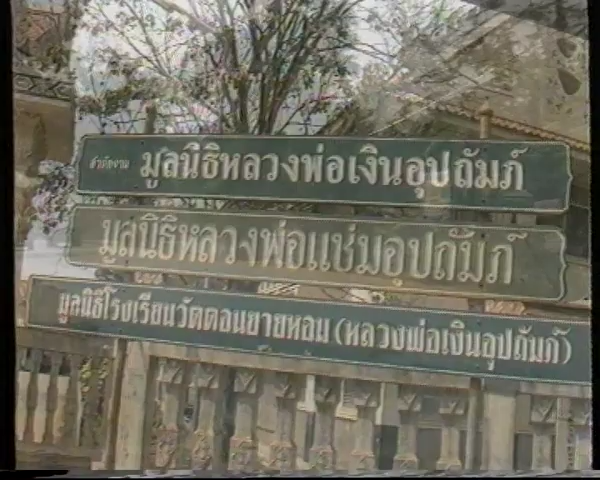 สำนักงาน มูลนิธิหลวงพ่อเงินอุปถัมภ์
มูลนิธิหลวงพ่อแช่มอุปถัมภ์
มูลนิธิโรงเรียนวัดดอนยายหอม (หลวงพ่อเงินอุปถัมภ์)